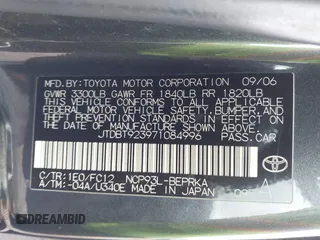 MFD. BY: TOYOTA MOTOR CORPORATION 09/06
GVWR 3300LB GAWR FR 1840LB RR 1820LB
THIS VEHICLE CONFORMS TO ALL APPLICABLE
FEDERAL MOTOR VEHICLE SAFETY, BUMPER, AND
THEFT PREVENTION STANDARDS IN EFFECT ON
THE DATE OF MANUFACTURE SHOWN ABOVE.
JTDBT923971084996 PASS.CAR
C/TR: 1E0/FC12 NCP93L-BEPRKA
A/TM: -04A/U340E MADE IN JAPAN
TOYOTA
DREAMBID